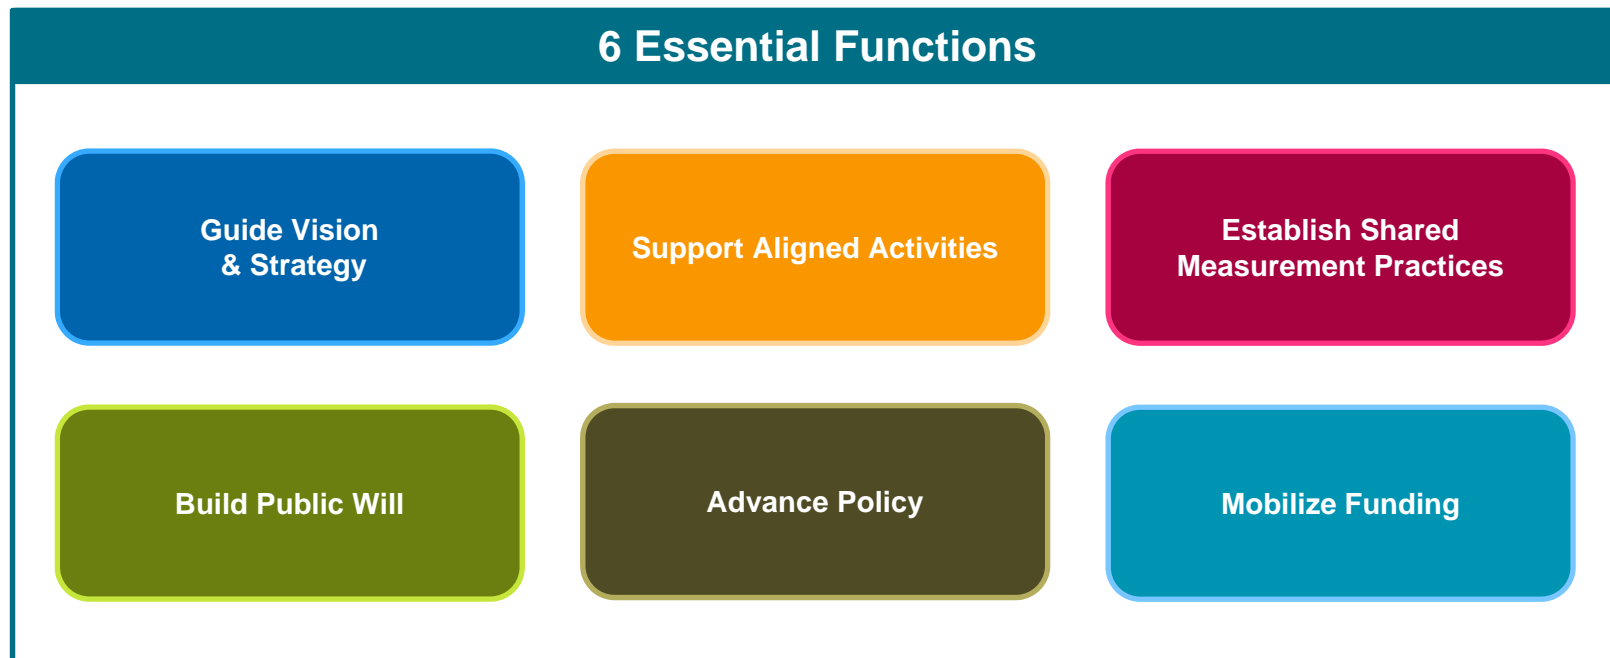 6 Essential Functions
Guide Vision
& Strategy
Support Aligned Activities
Establish Shared
Measurement Practices
Build Public Will
Advance Policy
Mobilize Funding